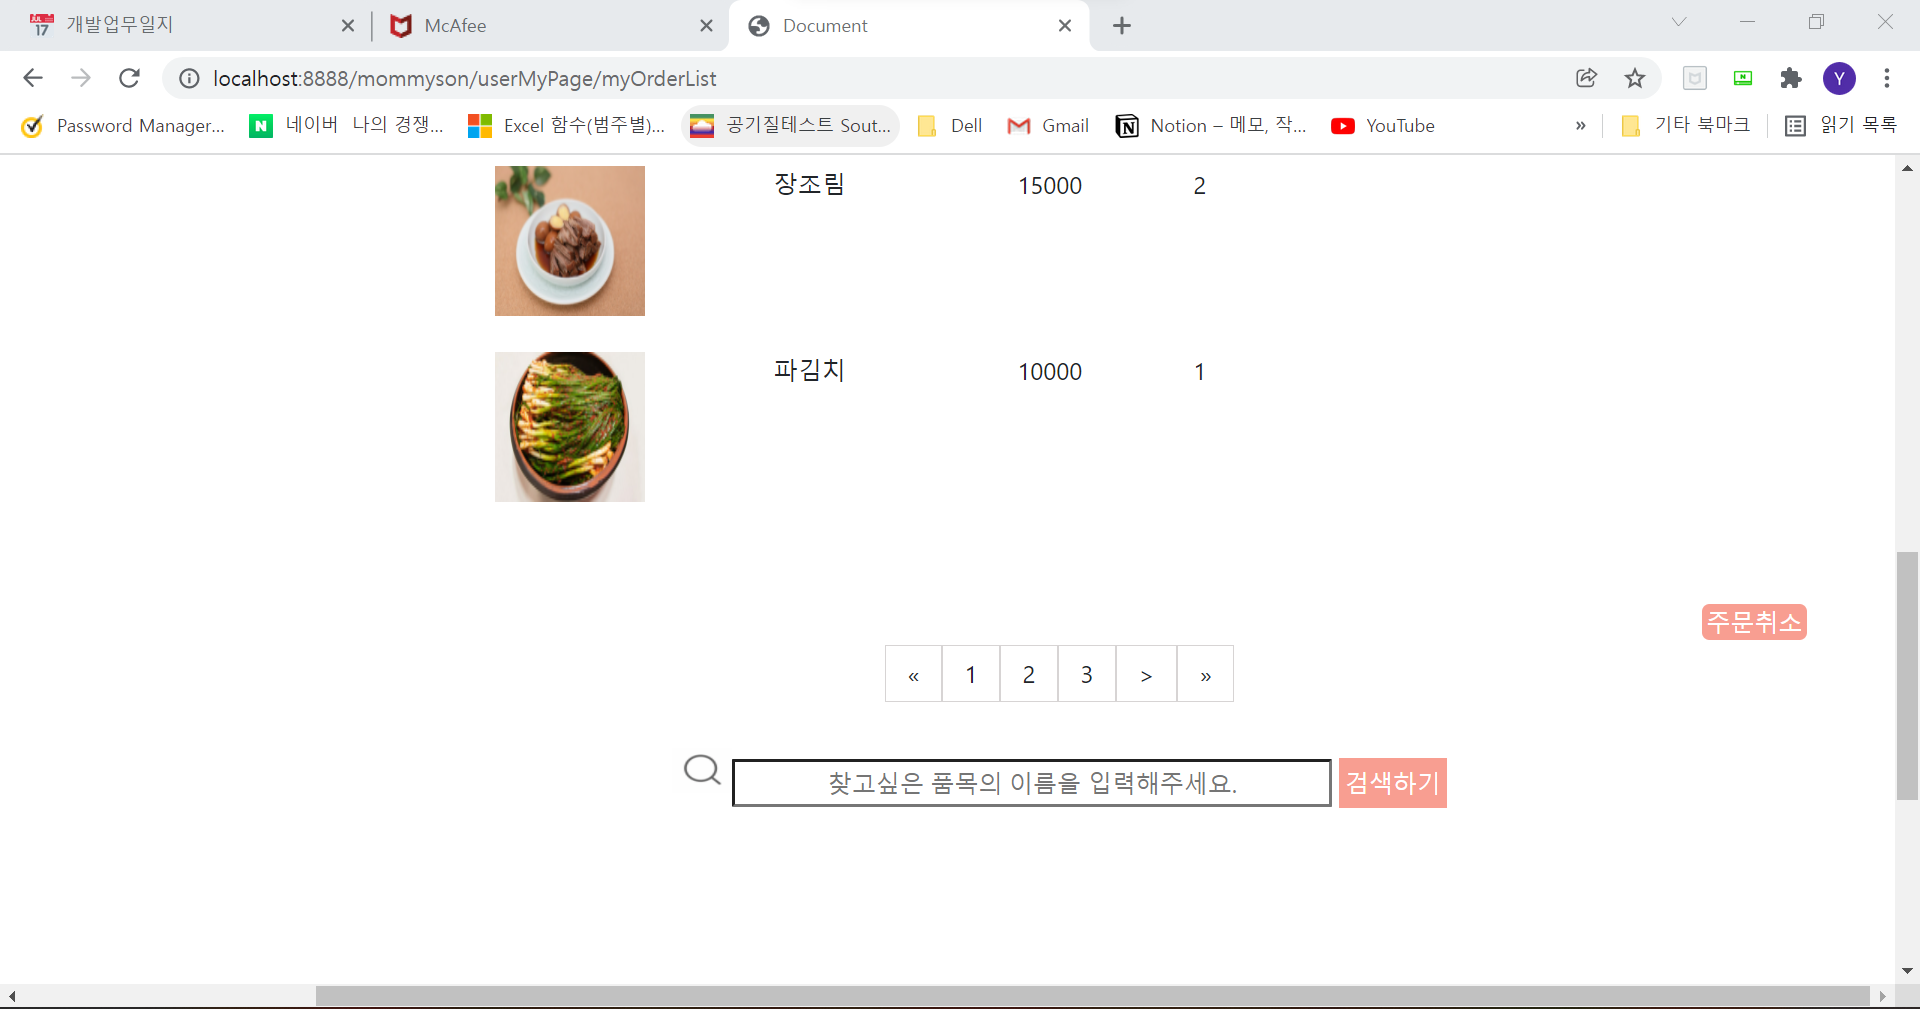 개발업무일지
McAfee
Document
localhost:8888/mommyson/userMyPage/myOrderList
Y
Password Manager...
네이버 나의 경쟁...
Excel 함수(범주별)...
공기질테스트 Sout...
Dell
Gmail
Notion – 메모, 작...
YouTube
»
기타 북마크
읽기 목록
장조림 15000 2
파김치 10000 1
주문취소
« 1 2 3 > »
찾고싶은 품목의 이름을 입력해주세요. 검색하기